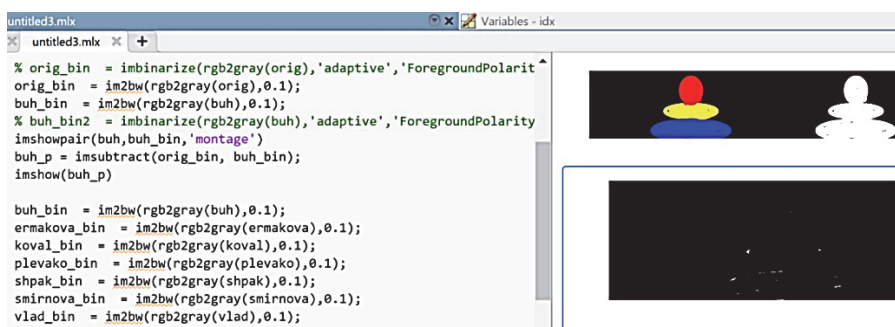 untitled3.mlx
Variables - idx
untitled3.mlx
% orig_bin = imbinarize(rgb2gray(orig),'adaptive','ForegroundPolarit
orig_bin = im2bw(rgb2gray(orig),0.1);
buh_bin = im2bw(rgb2gray(buh),0.1);
% buh_bin2 = imbinarize(rgb2gray(buh),'adaptive','ForegroundPolarity
imshowpair(buh,buh_bin,'montage')
buh_p = imsubtract(orig_bin, buh_bin);
imshow(buh_p)
buh_bin = im2bw(rgb2gray(buh),0.1);
ermakova_bin = im2bw(rgb2gray(ermakova),0.1);
koval_bin = im2bw(rgb2gray(koval),0.1);
plevako_bin = im2bw(rgb2gray(plevako),0.1);
shpak_bin = im2bw(rgb2gray(shpak),0.1);
smirnova_bin = im2bw(rgb2gray(smirnova),0.1);
vlad_bin = im2bw(rgb2gray(vlad),0.1);